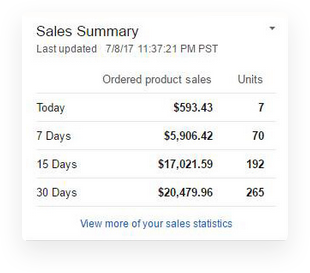 Sales Summary
Last updated 7/8/17 11:37:21 PM PST
Ordered product sales Units
Today $593.43 7
7 Days $5,906.42 70
15 Days $17,021.59 192
30 Days $20,479.96 265
View more of your sales statistics